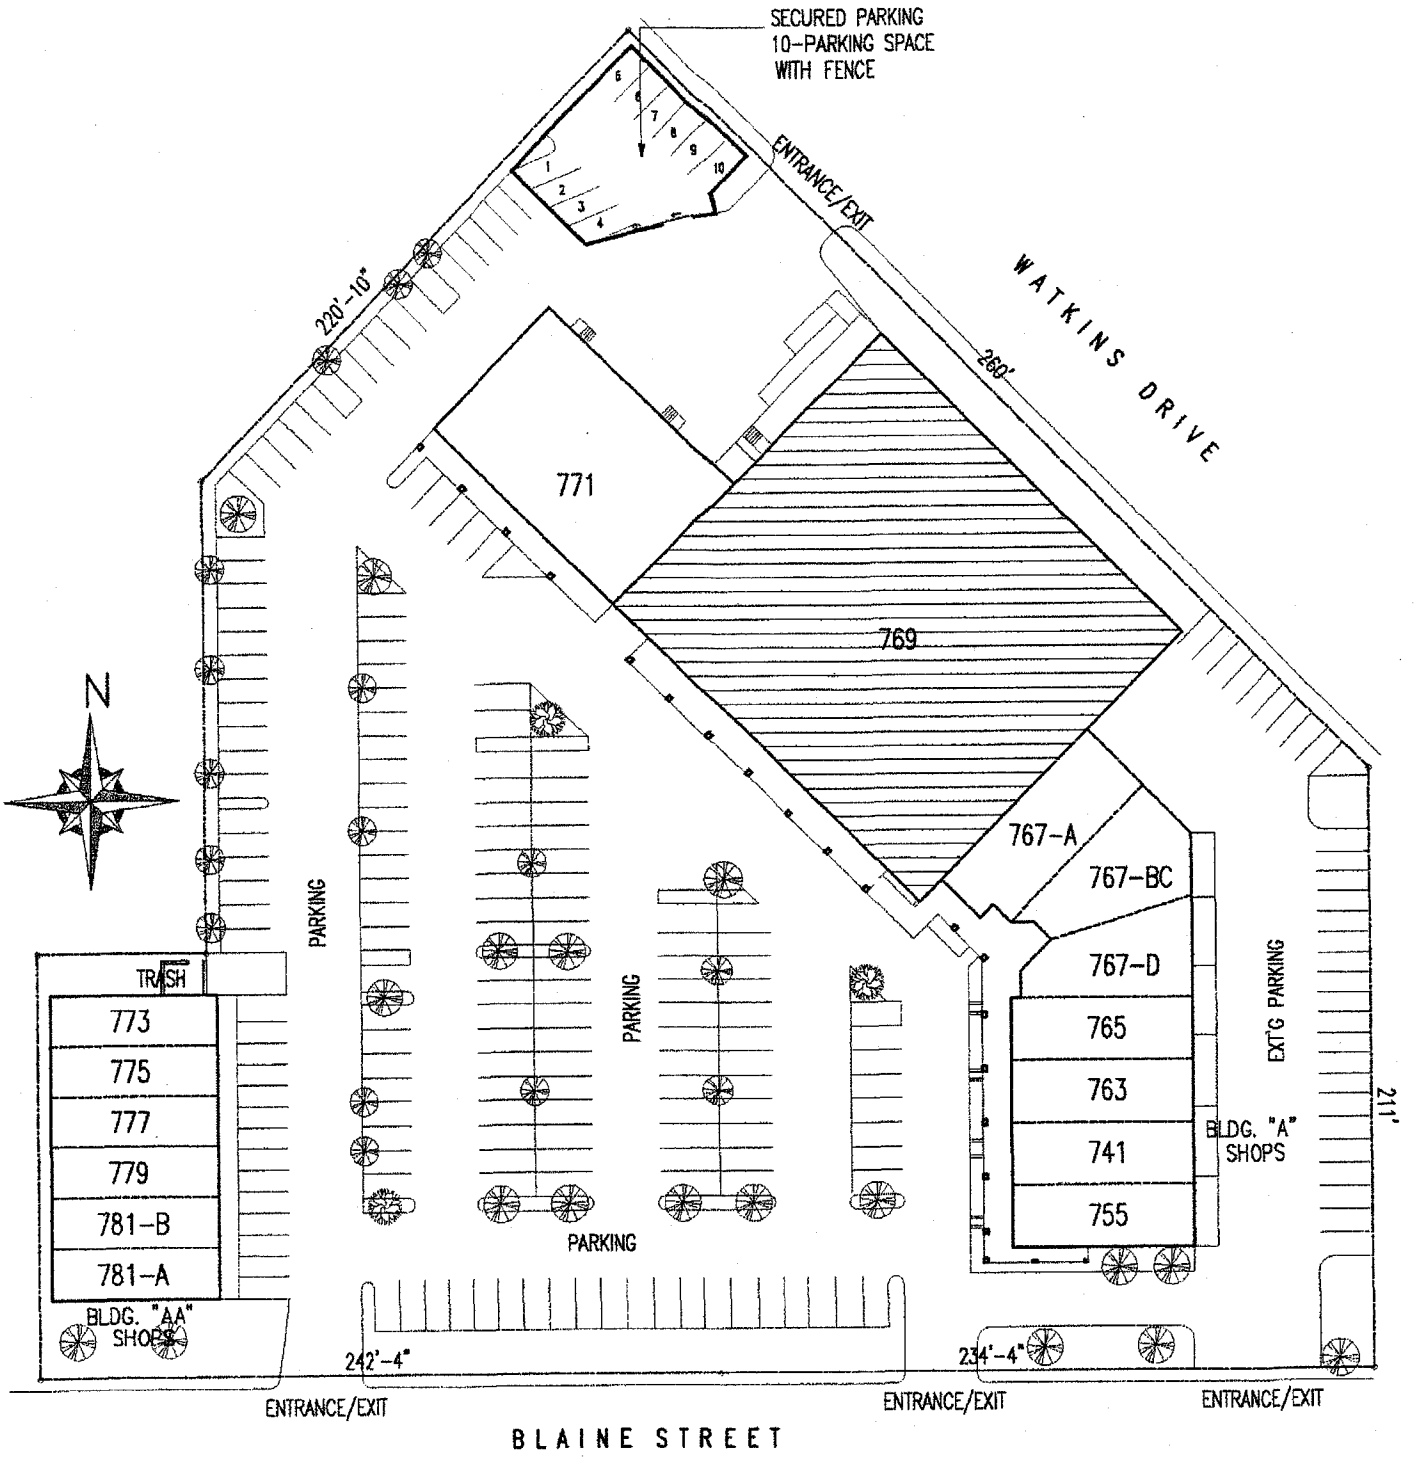 SECURED PARKING
10-PARKING SPACE
WITH FENCE
5
6
7
8
9
10
1
2
3
4
ENTRANCE/EXIT
WATKINS DRIVE
220'-10"
260'
771
769
N
767-A
767-BC
767-D
PARKING
PARKING
EXT'G PARKING
TRASH
773
775
777
779
781-B
781-A
765
763
741
755
211'
BLDG. "A"
SHOPS
PARKING
BLDG. "AA"
SHOPS
242'-4"
234'-4"
ENTRANCE/EXIT
ENTRANCE/EXIT
ENTRANCE/EXIT
BLAINE STREET